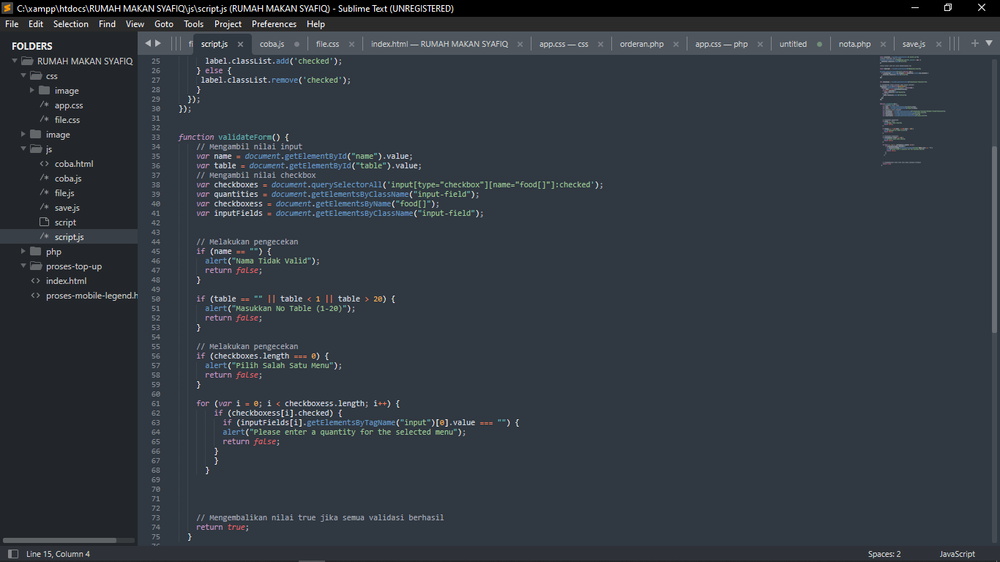 C:\xampp\htdocs\RUMAH MAKAN SYAFIQ\js\script.js (RUMAH MAKAN SYAFIQ) - Sublime Text (UNREGISTERED)
File Edit Selection Find View Goto Tools Project Preferences Help
FOLDERS
RUMAH MAKAN SYAFIQ
css
image
/* app.css
/* file.css
image
js
<> coba.html
/* coba.js
/* file.js
/* save.js
script
/* script.js
php
proses-top-up
<> index.html
<> proses-mobile-legend.h
fi script.js × coba.js file.css × index.html — RUMAH MAKAN SYAFIQ × app.css — css × orderan.php × app.css — php × untitled nota.php × save.js ×
25 label.classList.add('checked');
26 } else {
27 label.classList.remove('checked');
28 }
29 });
30 });
31
32
33 function validateForm() {
34 // Mengambil nilai input
35 var name = document.getElementById("name").value;
36 var table = document.getElementById("table").value;
37 // Mengambil nilai checkbox
38 var checkboxes = document.querySelectorAll('input[type="checkbox"][name="food[]"]:checked');
39 var quantities = document.getElementsByClassName("input-field");
40 var checkboxess = document.getElementsByName("food[]");
41 var inputFields = document.getElementsByClassName("input-field");
42
43
44 // Melakukan pengecekan
45 if (name == "") {
46 alert("Nama Tidak Valid");
47 return false;
48 }
49
50 if (table == "" || table < 1 || table > 20) {
51 alert("Masukkan No Table (1-20)");
52 return false;
53 }
54
55 // Melakukan pengecekan
56 if (checkboxes.length === 0) {
57 alert("Pilih Salah Satu Menu");
58 return false;
59 }
60
61 for (var i = 0; i < checkboxess.length; i++) {
62 if (checkboxess[i].checked) {
63 if (inputFields[i].getElementsByTagName("input")[0].value === "") {
64 alert("Please enter a quantity for the selected menu");
65 return false;
66 }
67 }
68 }
69
70
71
72
73 // Mengembalikan nilai true jika semua validasi berhasil
74 return true;
75 }
76
Line 15, Column 4
Spaces: 2
JavaScript